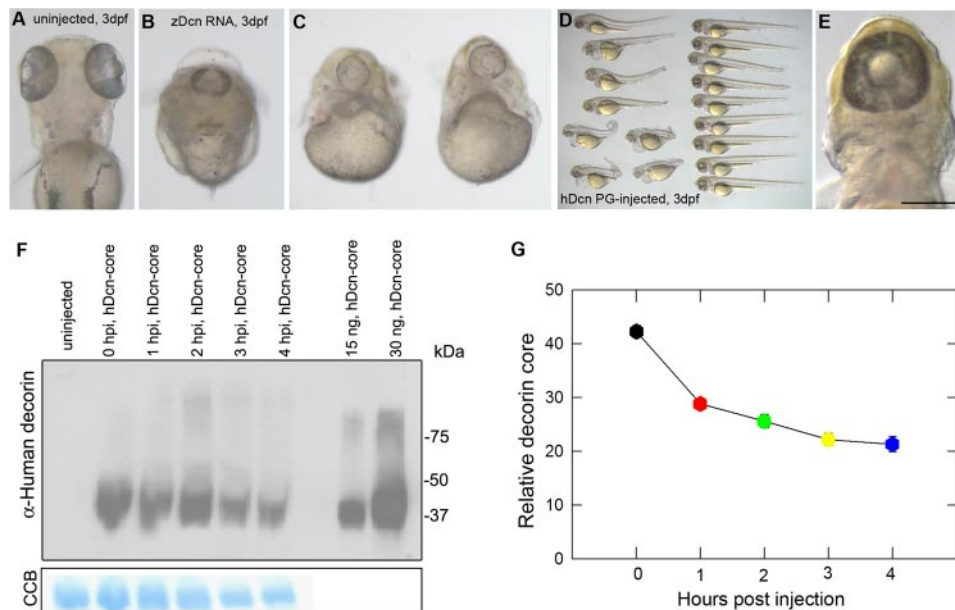 A uninjected, 3dpf
B zDcn RNA, 3dpf
C
D
hDcn PG-injected, 3dpf
E
F
uninjected
0 hpi, hDcn-core
1 hpi, hDcn-core
2 hpi, hDcn-core
3 hpi, hDcn-core
4 hpi, hDcn-core
15 ng, hDcn-core
30 ng, hDcn-core
kDa
α-Human decorin
-75
-50
-37
CCB
G
Relative decorin core
50
40
30
20
10
0
0 1 2 3 4
Hours post injection